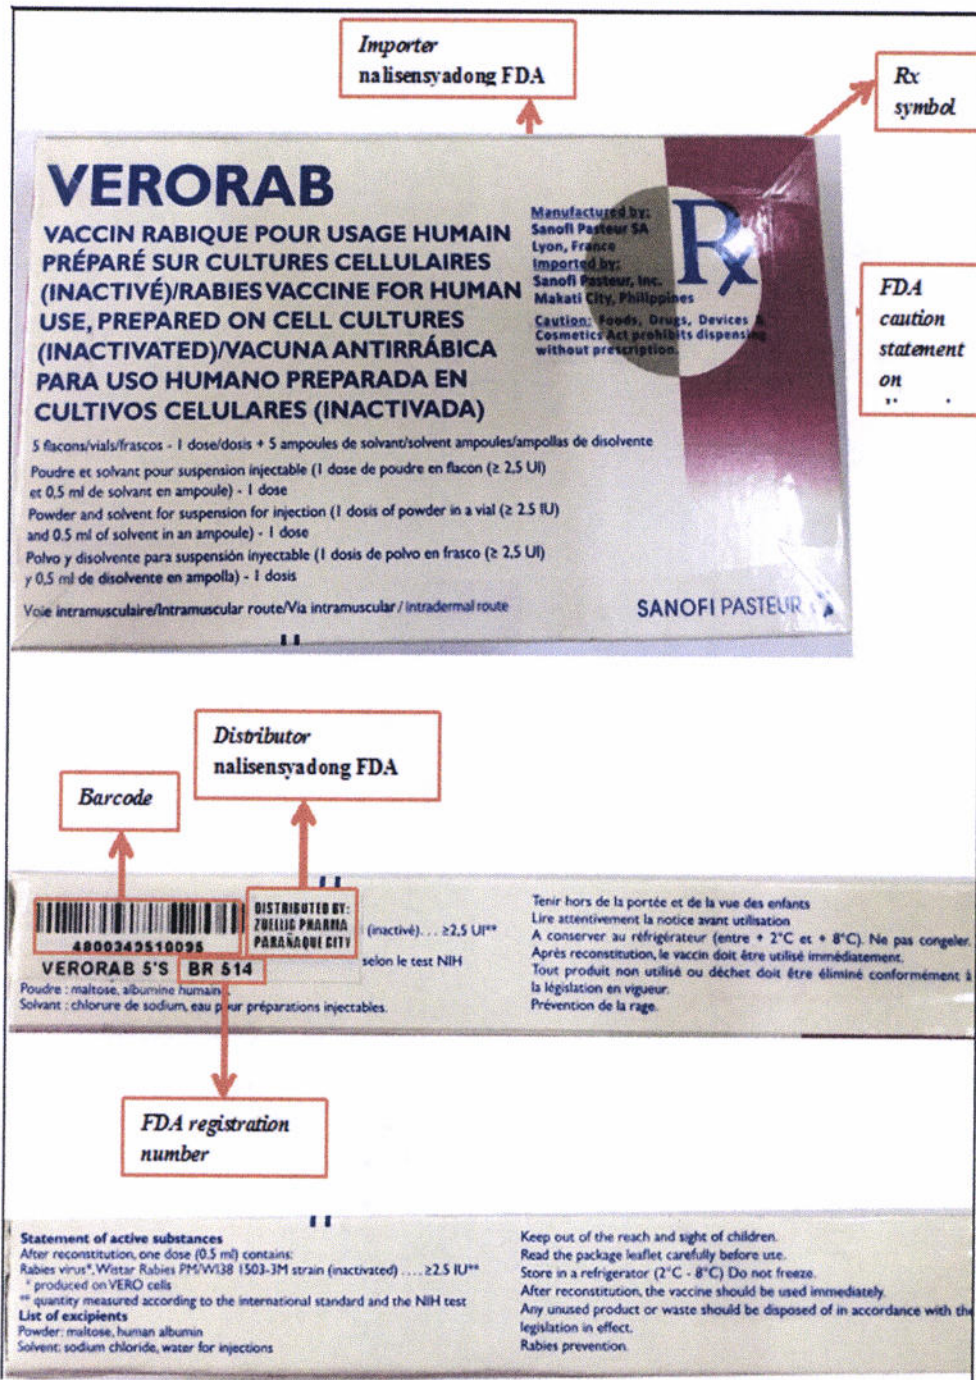 Importer
nalisensyadong FDA
Rx
symbol
VERORAB
VACCIN RABIQUE POUR USAGE HUMAIN
PRÉPARÉ SUR CULTURES CELLULAIRES
(INACTIVÉ)/RABIES VACCINE FOR HUMAN
USE, PREPARED ON CELL CULTURES
(INACTIVATED)/VACUNA ANTIRRÁBICA
PARA USO HUMANO PREPARADA EN
CULTIVOS CELULARES (INACTIVADA)
Manufactured by:
Sanofi Pasteur SA
Lyon, France
Imported by:
Sanofi Pasteur, Inc.
Makati City, Philippines
Caution: Foods, Drugs, Devices &
Cosmetics Act prohibits dispensing
without prescription.
Rx
FDA
caution
statement
on
5 flacons/vials/frascos - 1 dose/dosis + 5 ampoules de solvant/solvent ampoules/ampollas de disolvente
Poudre et solvant pour suspension injectable (1 dose de poudre en flacon (≥ 2,5 UI)
et 0,5 ml de solvant en ampoule) - 1 dose
Powder and solvent for suspension for injection (1 dosis of powder in a vial (≥ 2.5 IU)
and 0.5 ml of solvent in an ampoule) - 1 dose
Polvo y disolvente para suspensión inyectable (1 dosis de polvo en frasco (≥ 2,5 UI)
y 0,5 ml de disolvente en ampolla) - 1 dosis
Voie intramusculaire/Intramuscular route/Via intramuscular / intradermal route
SANOFI PASTEUR
Distributor
nalisensyadong FDA
Barcode
4800349510095
VERORAB 5'S BR 514
DISTRIBUTED BY:
ZUELLIG PHARMA
PARAÑAQUE CITY
(inactivé)... ≥2,5 UI**
selon le test NIH
Poudre : maltose, albumine humaine
Solvant : chlorure de sodium, eau pour préparations injectables.
Tenir hors de la portée et de la vue des enfants
Lire attentivement la notice avant utilisation
A conserver au réfrigérateur (entre + 2°C et + 8°C). Ne pas congeler.
Après reconstitution, le vaccin doit être utilisé immédiatement.
Tout produit non utilisé ou déchet doit être éliminé conformément à
la législation en vigueur.
Prévention de la rage.
FDA registration
number
Statement of active substances
After reconstitution, one dose (0.5 ml) contains:
Rabies virus*, Wistar Rabies PM/WI38 1503-3M strain (inactivated) ....≥2.5 IU**
* produced on VERO cells
** quantity measured according to the international standard and the NIH test
List of excipients
Powder: maltose, human albumin
Solvent: sodium chloride, water for injections
Keep out of the reach and sight of children.
Read the package leaflet carefully before use.
Store in a refrigerator (2°C - 8°C) Do not freeze.
After reconstitution, the vaccine should be used immediately.
Any unused product or waste should be disposed of in accordance with the
legislation in effect.
Rabies prevention.